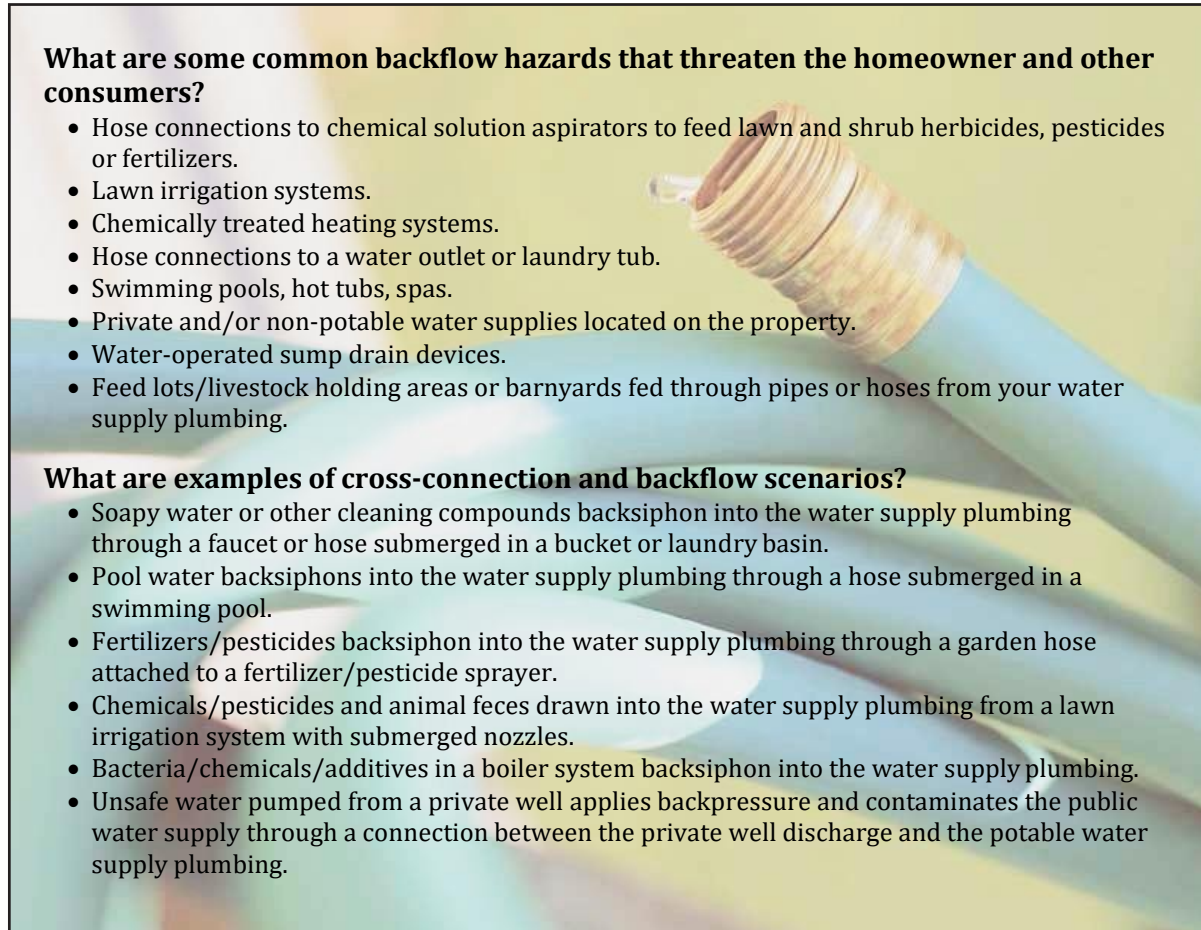 What are some common backflow hazards that threaten the homeowner and other
consumers?
• Hose connections to chemical solution aspirators to feed lawn and shrub herbicides, pesticides
or fertilizers.
• Lawn irrigation systems.
• Chemically treated heating systems.
• Hose connections to a water outlet or laundry tub.
• Swimming pools, hot tubs, spas.
• Private and/or non-potable water supplies located on the property.
• Water-operated sump drain devices.
• Feed lots/livestock holding areas or barnyards fed through pipes or hoses from your water
supply plumbing.
What are examples of cross-connection and backflow scenarios?
• Soapy water or other cleaning compounds backsiphon into the water supply plumbing
through a faucet or hose submerged in a bucket or laundry basin.
• Pool water backsiphons into the water supply plumbing through a hose submerged in a
swimming pool.
• Fertilizers/pesticides backsiphon into the water supply plumbing through a garden hose
attached to a fertilizer/pesticide sprayer.
• Chemicals/pesticides and animal feces drawn into the water supply plumbing from a lawn
irrigation system with submerged nozzles.
• Bacteria/chemicals/additives in a boiler system backsiphon into the water supply plumbing.
• Unsafe water pumped from a private well applies backpressure and contaminates the public
water supply through a connection between the private well discharge and the potable water
supply plumbing.